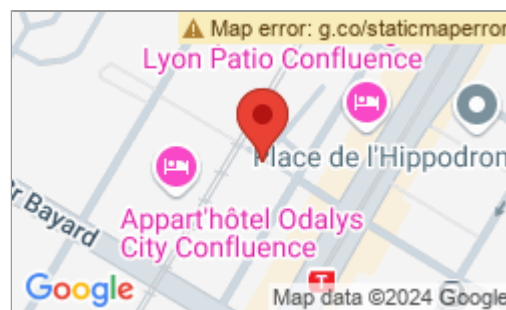 Map error: g.co/staticmaperror
Lyon Patio Confluence
Place de l'Hippodrom
r Bayard
Appart'hôtel Odalys
City Confluence
T
Google
Map data ©2024 Google